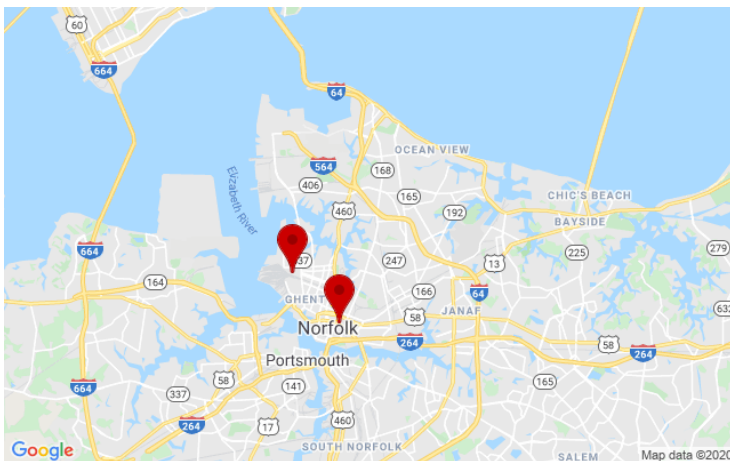 60
664
64
OCEAN VIEW
564
168
406
165
CHIC'S BEACH
Elizabeth River
460
192
BAYSIDE
664
337
247
13
225
279
164
GHENT
166
64
632
JANAF
58
Norfolk
264
58
264
Portsmouth
664
58
141
165
337
264
17
460
SOUTH NORFOLK
SALEM
Google
Map data ©2020